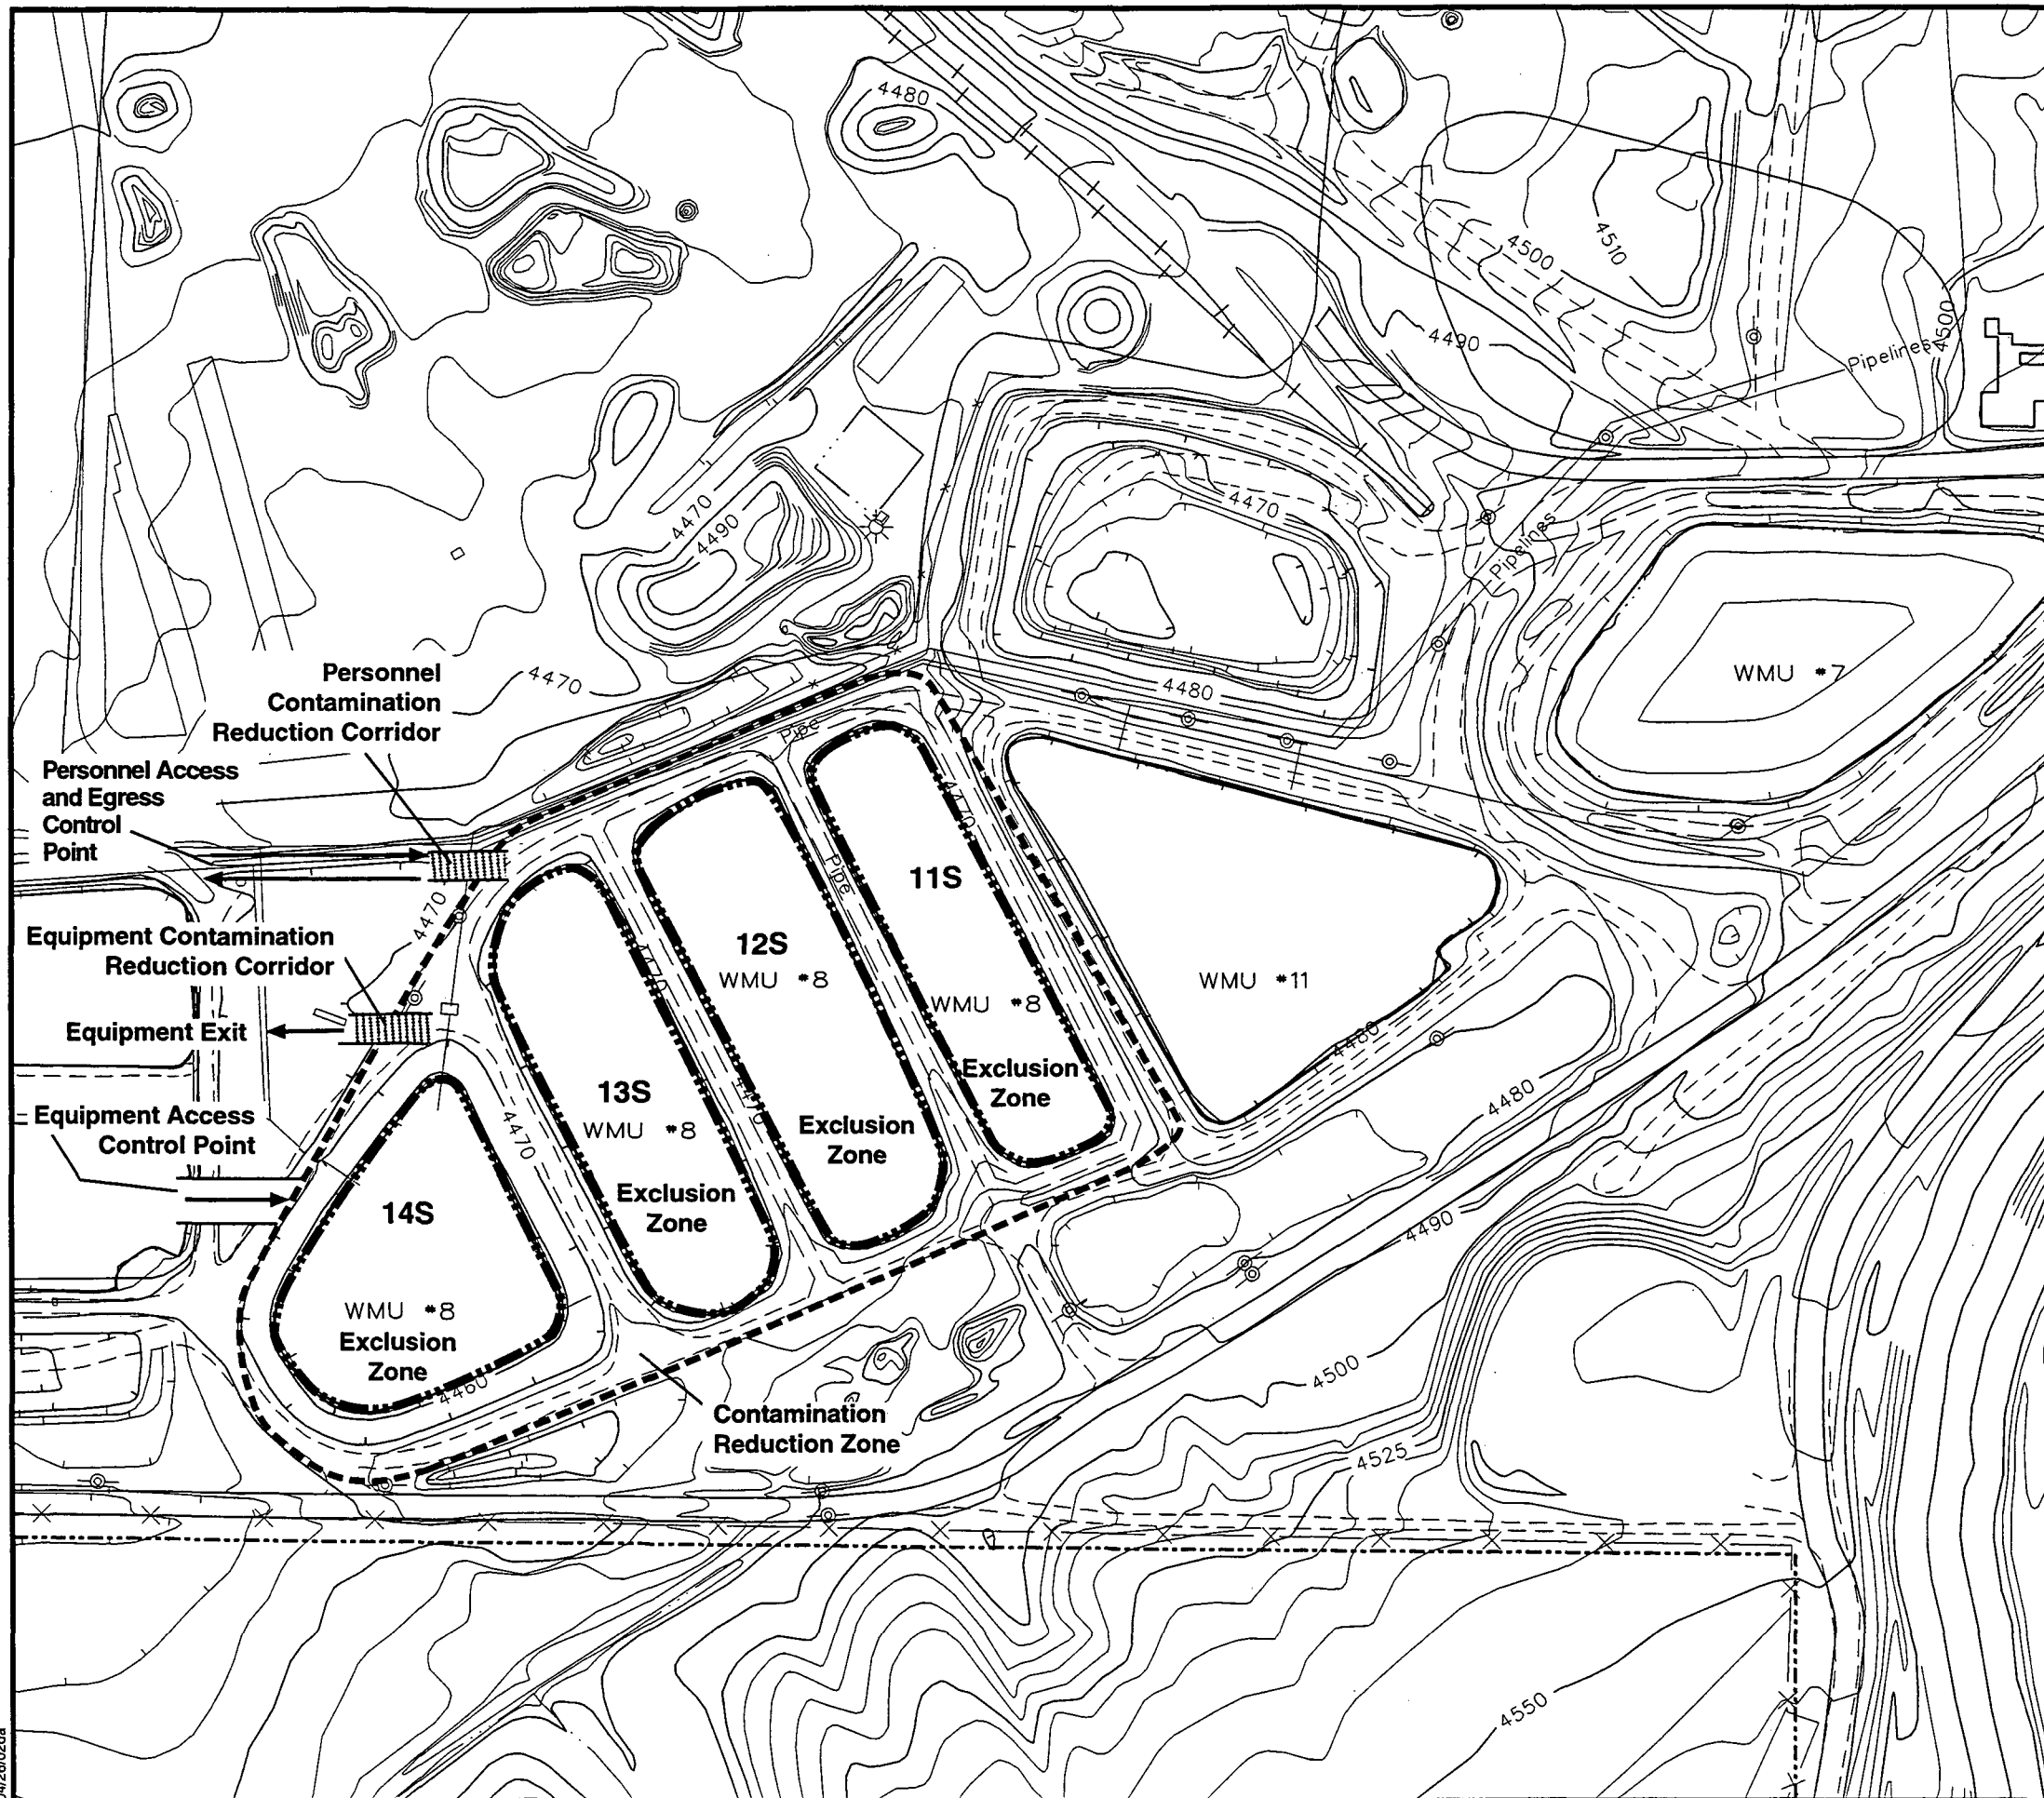 4480
4500
4510
4500
4490
Pipelines
4470
4490
4470
Pipelines
Personnel
Contamination
Reduction Corridor
4470
4480
WMU #7
Pipe
Personnel Access
and Egress
Control
Point
4470
Pipe
11S
4470
Equipment Contamination
Reduction Corridor
12S
WMU #8
4470
WMU #8
WMU #11
Equipment Exit
4480
Exclusion
Zone
13S
WMU #8
4470
4480
Equipment Access
Control Point
4470
Exclusion
Zone
Exclusion
Zone
14S
4490
WMU #8
Exclusion
Zone
4460
4500
Contamination
Reduction Zone
4525
4550